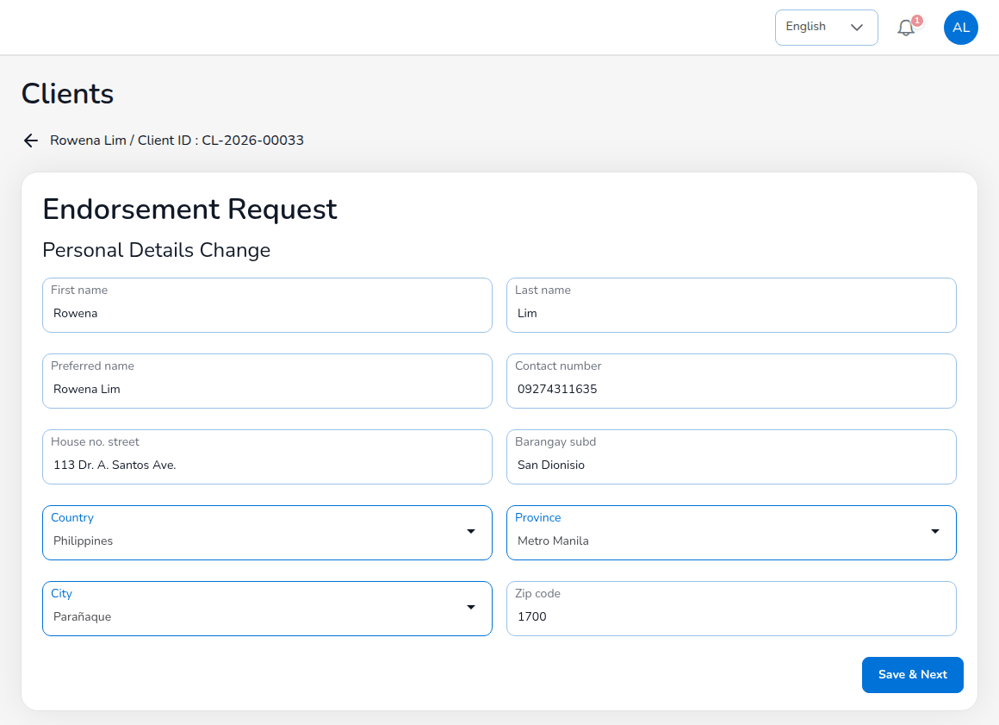 English
1
AL
Clients
Rowena Lim / Client ID : CL-2026-00033
Endorsement Request
Personal Details Change
First name
Rowena
Last name
Lim
Preferred name
Rowena Lim
Contact number
09274311635
House no. street
113 Dr. A. Santos Ave.
Barangay subd
San Dionisio
Country
Philippines
Province
Metro Manila
City
Parañaque
Zip code
1700
Save & Next